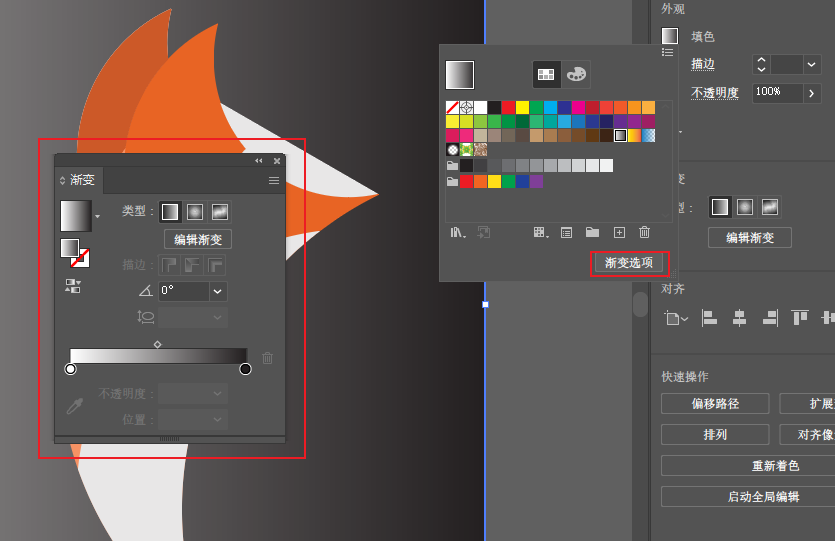 外观
填色
描边
不透明度
100%
渐变
类型：
编辑渐变
描边：
0°
不透明度：
位置：
渐变选项
变
型：
编辑渐变
对齐
快速操作
偏移路径
扩展
排列
对齐像
重新着色
启动全局编辑